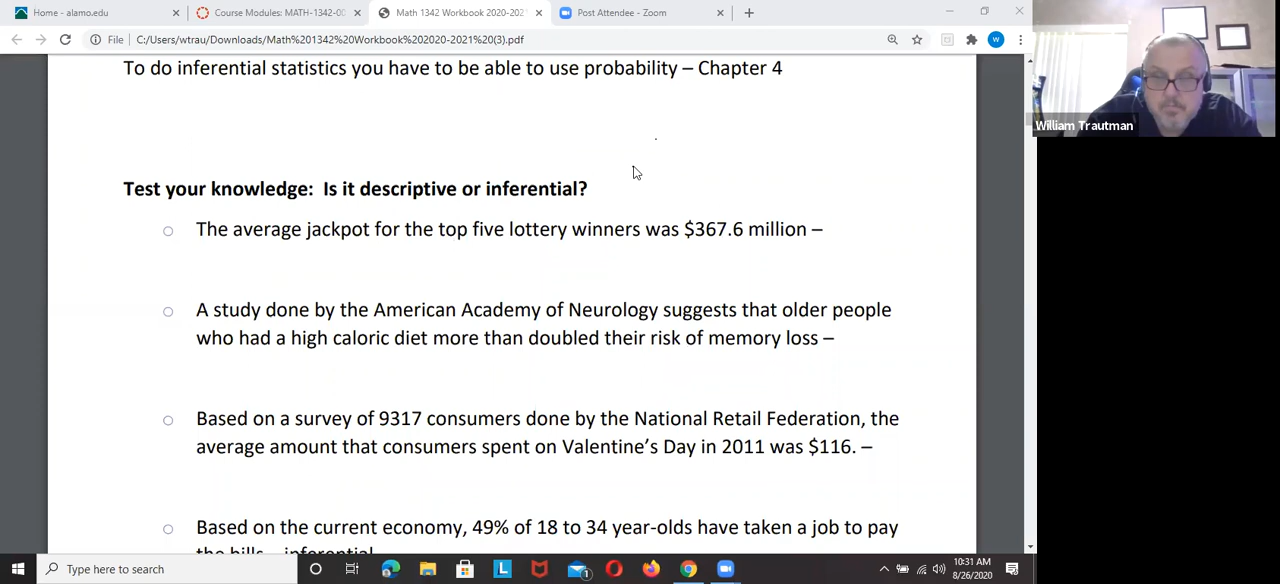 Home - alamo.edu
Course Modules: MATH-1342-00
Math 1342 Workbook 2020-202
Post Attendee - Zoom
File
C:/Users/wtrau/Downloads/Math%201342%20Workbook%202020-2021%20(3).pdf
W
To do inferential statistics you have to be able to use probability – Chapter 4
William Trautman
Test your knowledge: Is it descriptive or inferential?
The average jackpot for the top five lottery winners was $367.6 million –
A study done by the American Academy of Neurology suggests that older people
who had a high caloric diet more than doubled their risk of memory loss –
Based on a survey of 9317 consumers done by the National Retail Federation, the
average amount that consumers spent on Valentine's Day in 2011 was $116. –
Based on the current economy, 49% of 18 to 34 year-olds have taken a job to pay
the bills – inferential
Type here to search
L
1
10:31 AM
8/26/2020